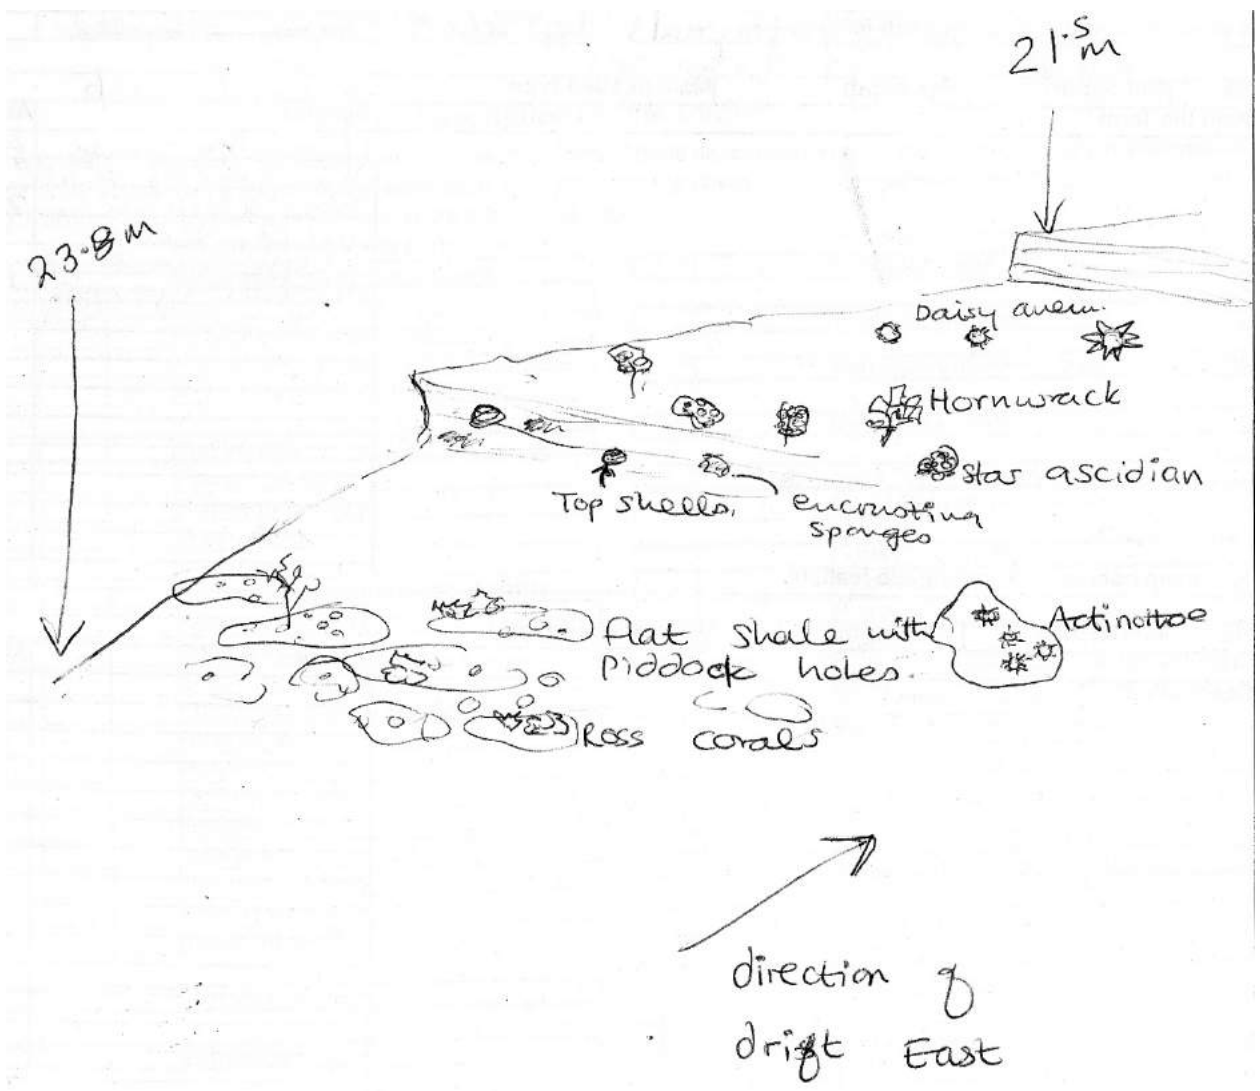 21.5m
23.8m
Daisy anem.
Hornwrack
Star ascidian
Top shells.
encrusting
sponges
flat shale with
Piddock holes.
Actinothoe
Ross corals
direction of
drift East